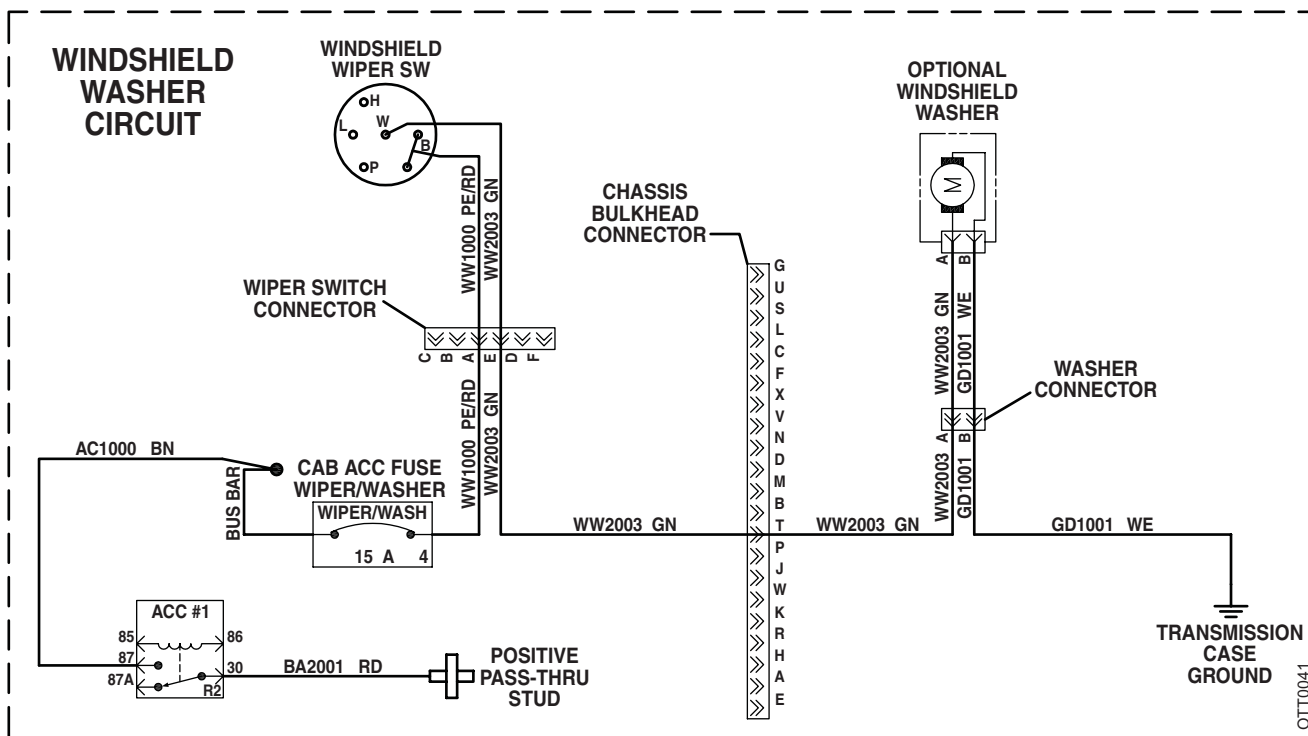 WINDSHIELD
WASHER
CIRCUIT
WINDSHIELD
WIPER SW
H
L
W
B
P
WW1000 PE/RD
WW2003 GN
WIPER SWITCH
CONNECTOR
C
B
A
E
D
F
WW1000 PE/RD
WW2003 GN
AC1000 BN
BUS BAR
CAB ACC FUSE
WIPER/WASHER
WIPER/WASH
15 A 4
ACC #1
85
86
87
87A
30
R2
BA2001 RD
POSITIVE
PASS-THRU
STUD
WW2003 GN
CHASSIS
BULKHEAD
CONNECTOR
G
U
S
L
C
F
X
V
N
D
M
B
T
P
J
W
K
R
H
A
E
WW2003 GN
OPTIONAL
WINDSHIELD
WASHER
M
A
B
WW2003 GN
GD1001 WE
WASHER
CONNECTOR
A
B
WW2003
GD1001
GD1001 WE
TRANSMISSION
CASE
GROUND
OTT0041